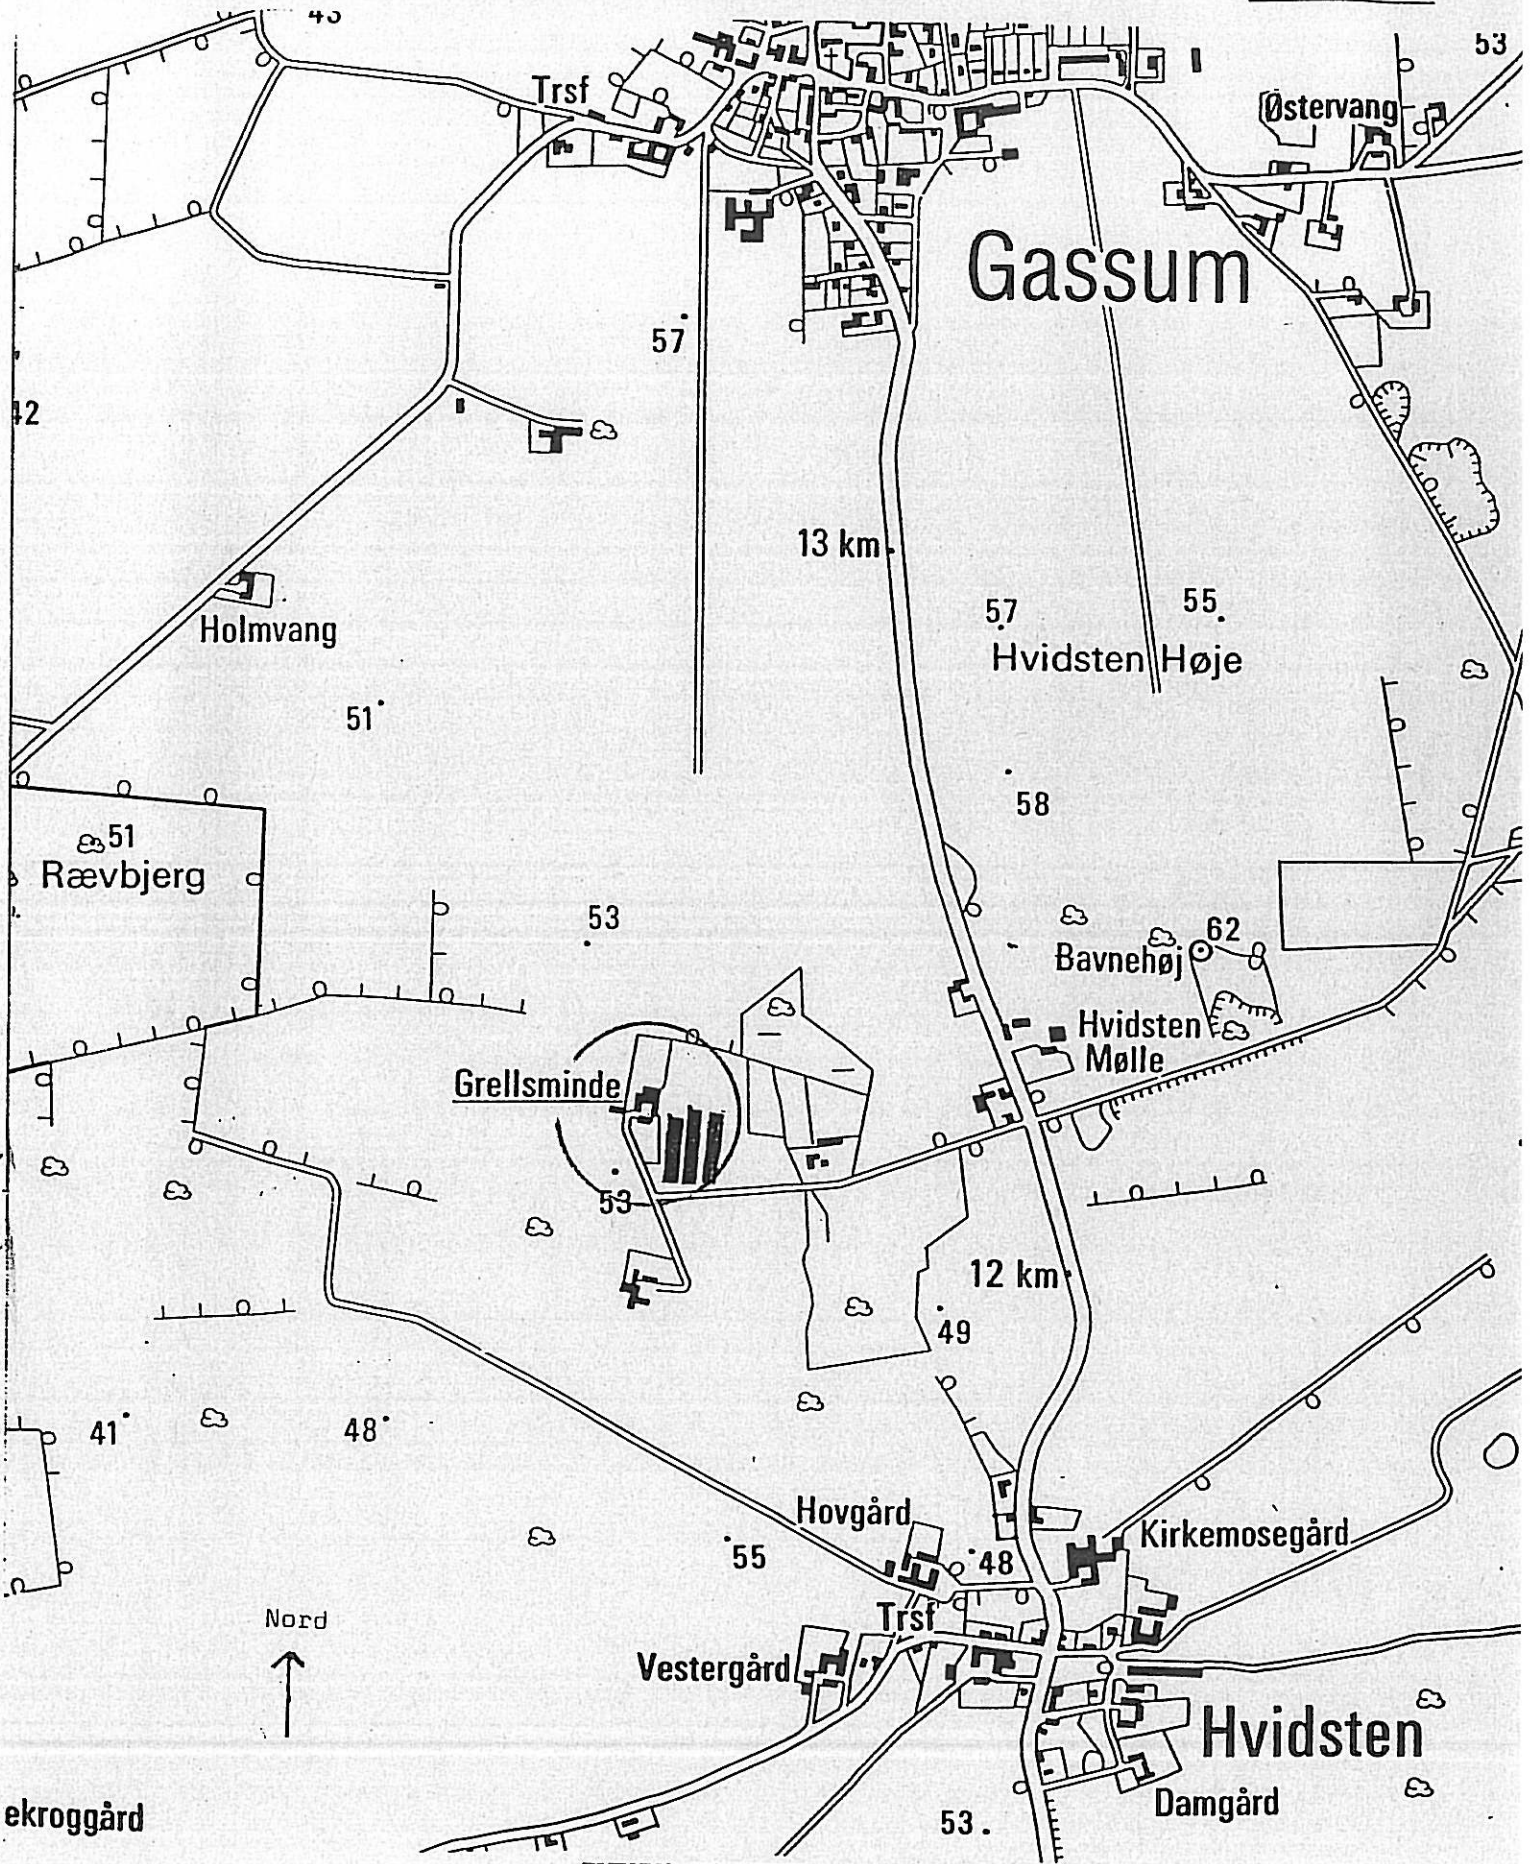 43
53
Trsf
Østervang
Gassum
57
42
13 km
57
55
Holmvang
Hvidsten Høje
51
58
51
Rævbjerg
53
62
Bavnehøj
Hvidsten
Mølle
Grellsminde
53
12 km
49
41
48
Hovgård
Kirkemosegård
55
48
Nord
Trsf
Vestergård
Hvidsten
Damgård
ekroggård
53